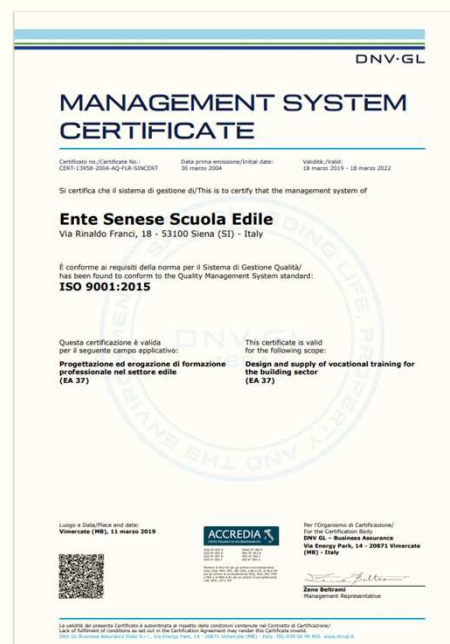 DNV·GL
MANAGEMENT SYSTEM
CERTIFICATE
Certificato no./Certificate No.:
CERT-13958-2004-AQ-FLR-SINCERT
Data prima emissione/Initial date:
30 marzo 2004
Validità:/Valid:
18 marzo 2019 - 18 marzo 2022
Si certifica che il sistema di gestione di/This is to certify that the management system of
Ente Senese Scuola Edile
Via Rinaldo Franci, 18 - 53100 Siena (SI) - Italy
É conforme ai requisiti della norma per il Sistema di Gestione Qualità/
has been found to conform to the Quality Management System standard:
ISO 9001:2015
Questa certificazione è valida
per il seguente campo applicativo:
Progettazione ed erogazione di formazione
professionale nel settore edile
(EA 37)
This certificate is valid
for the following scope:
Design and supply of vocational training for
the building sector
(EA 37)
Luogo e Data/Place and date:
Vimercate (MB), 11 marzo 2019
ACCREDIA
Per l'Organismo di Certificazione/
For the Certification Body
DNV GL – Business Assurance
Via Energy Park, 14 - 20871 Vimercate
(MB) - Italy
Zeno Beltrami
Management Representative
La validità del presente Certificato è subordinata al rispetto delle condizioni contenute nel Contratto di Certificazione/
Lack of fulfilment of conditions as set out in the Certification Agreement may render this Certificate invalid.